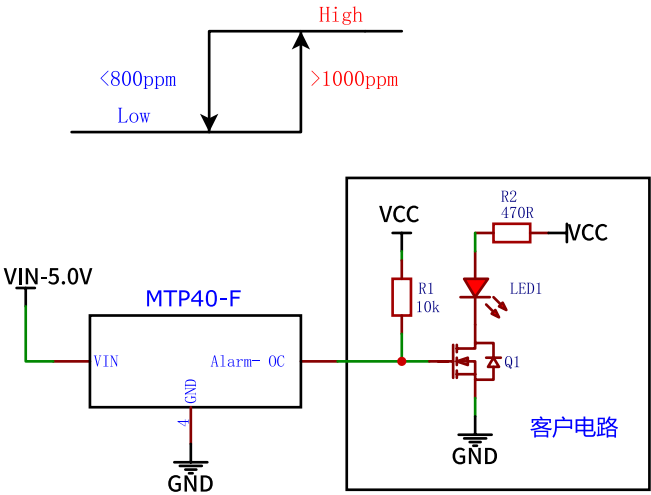 High
<800ppm
>1000ppm
Low
R2
470R
VCC
VCC
VIN-5.0V
MTP40-F
R1
10k
LED1
VIN
Alarm- OC
GND
4
Q1
客户电路
GND
GND